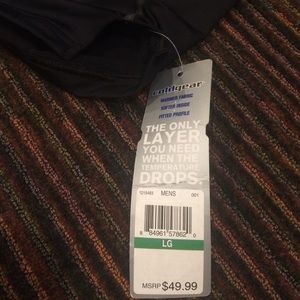 coldgear
WARMER FABRIC
SOFTER INSIDE
FITTED PROFILE
THE ONLY
LAYER
YOU NEED
WHEN THE
TEMPERATURE
DROPS.
MENS 001
LG
MSRP $49.99